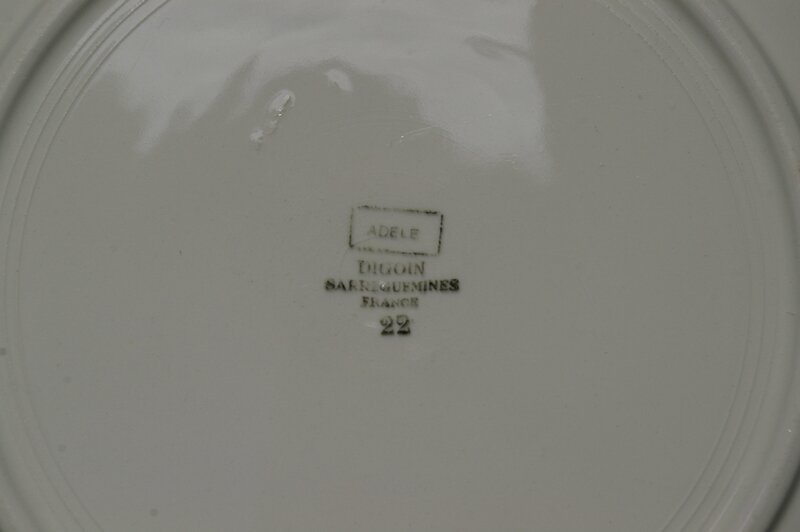 ADELE
DIGOIN
SARREGUEMINES
FRANCE
22